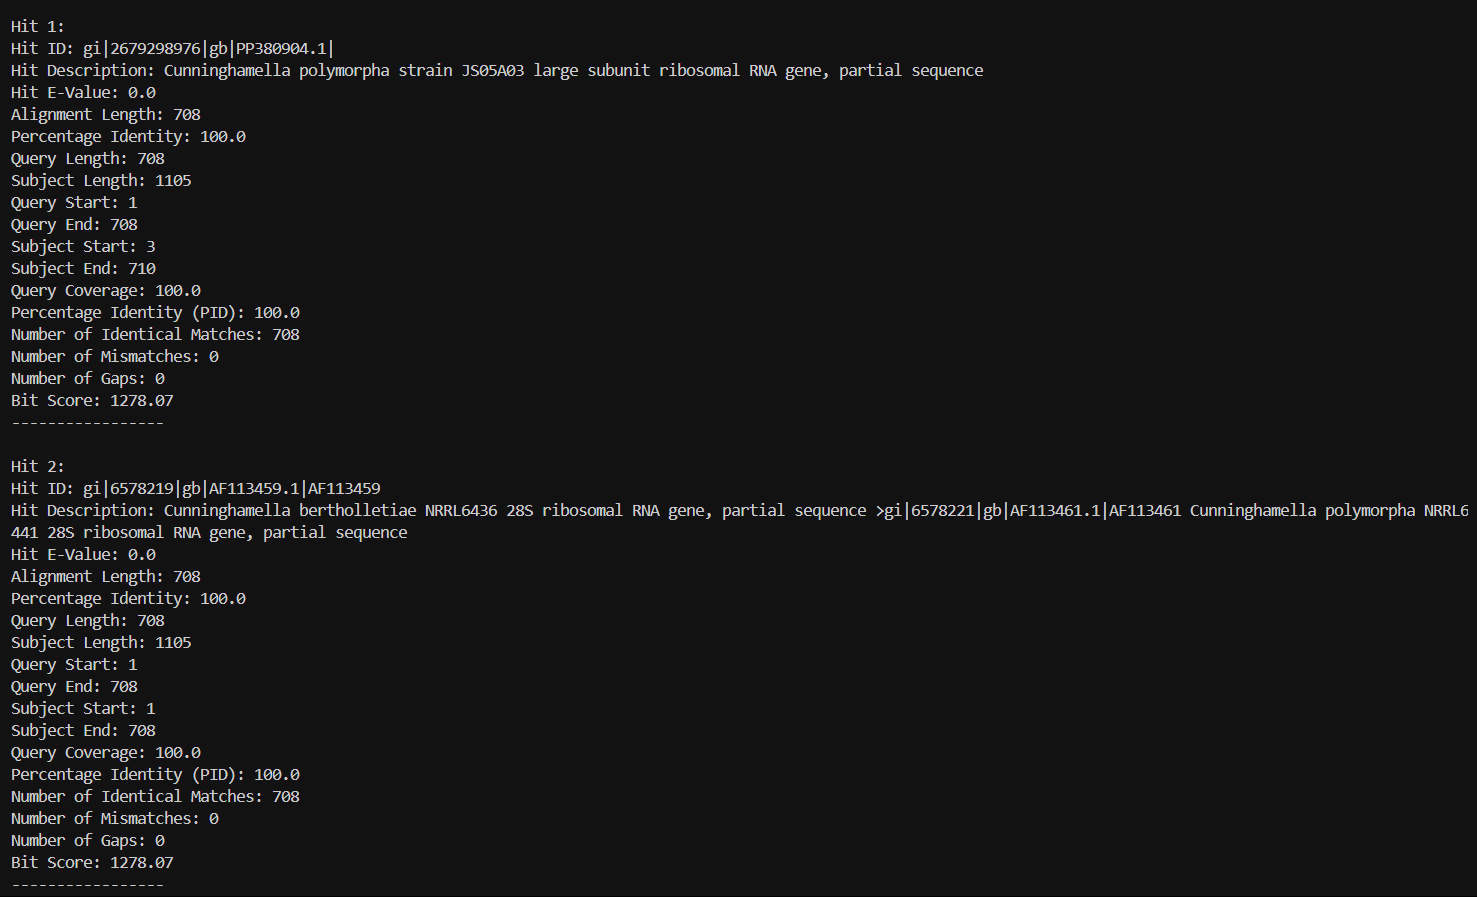 Hit 1:
Hit ID: gi|2679298976|gb|PP380904.1|
Hit Description: Cunninghamella polymorpha strain JS05A03 large subunit ribosomal RNA gene, partial sequence
Hit E-Value: 0.0
Alignment Length: 708
Percentage Identity: 100.0
Query Length: 708
Subject Length: 1105
Query Start: 1
Query End: 708
Subject Start: 3
Subject End: 710
Query Coverage: 100.0
Percentage Identity (PID): 100.0
Number of Identical Matches: 708
Number of Mismatches: 0
Number of Gaps: 0
Bit Score: 1278.07
-----------------
Hit 2:
Hit ID: gi|6578219|gb|AF113459.1|AF113459
Hit Description: Cunninghamella bertholletiae NRRL6436 28S ribosomal RNA gene, partial sequence >gi|6578221|gb|AF113461.1|AF113461 Cunninghamella polymorpha NRRL6
441 28S ribosomal RNA gene, partial sequence
Hit E-Value: 0.0
Alignment Length: 708
Percentage Identity: 100.0
Query Length: 708
Subject Length: 1105
Query Start: 1
Query End: 708
Subject Start: 1
Subject End: 708
Query Coverage: 100.0
Percentage Identity (PID): 100.0
Number of Identical Matches: 708
Number of Mismatches: 0
Number of Gaps: 0
Bit Score: 1278.07
-----------------